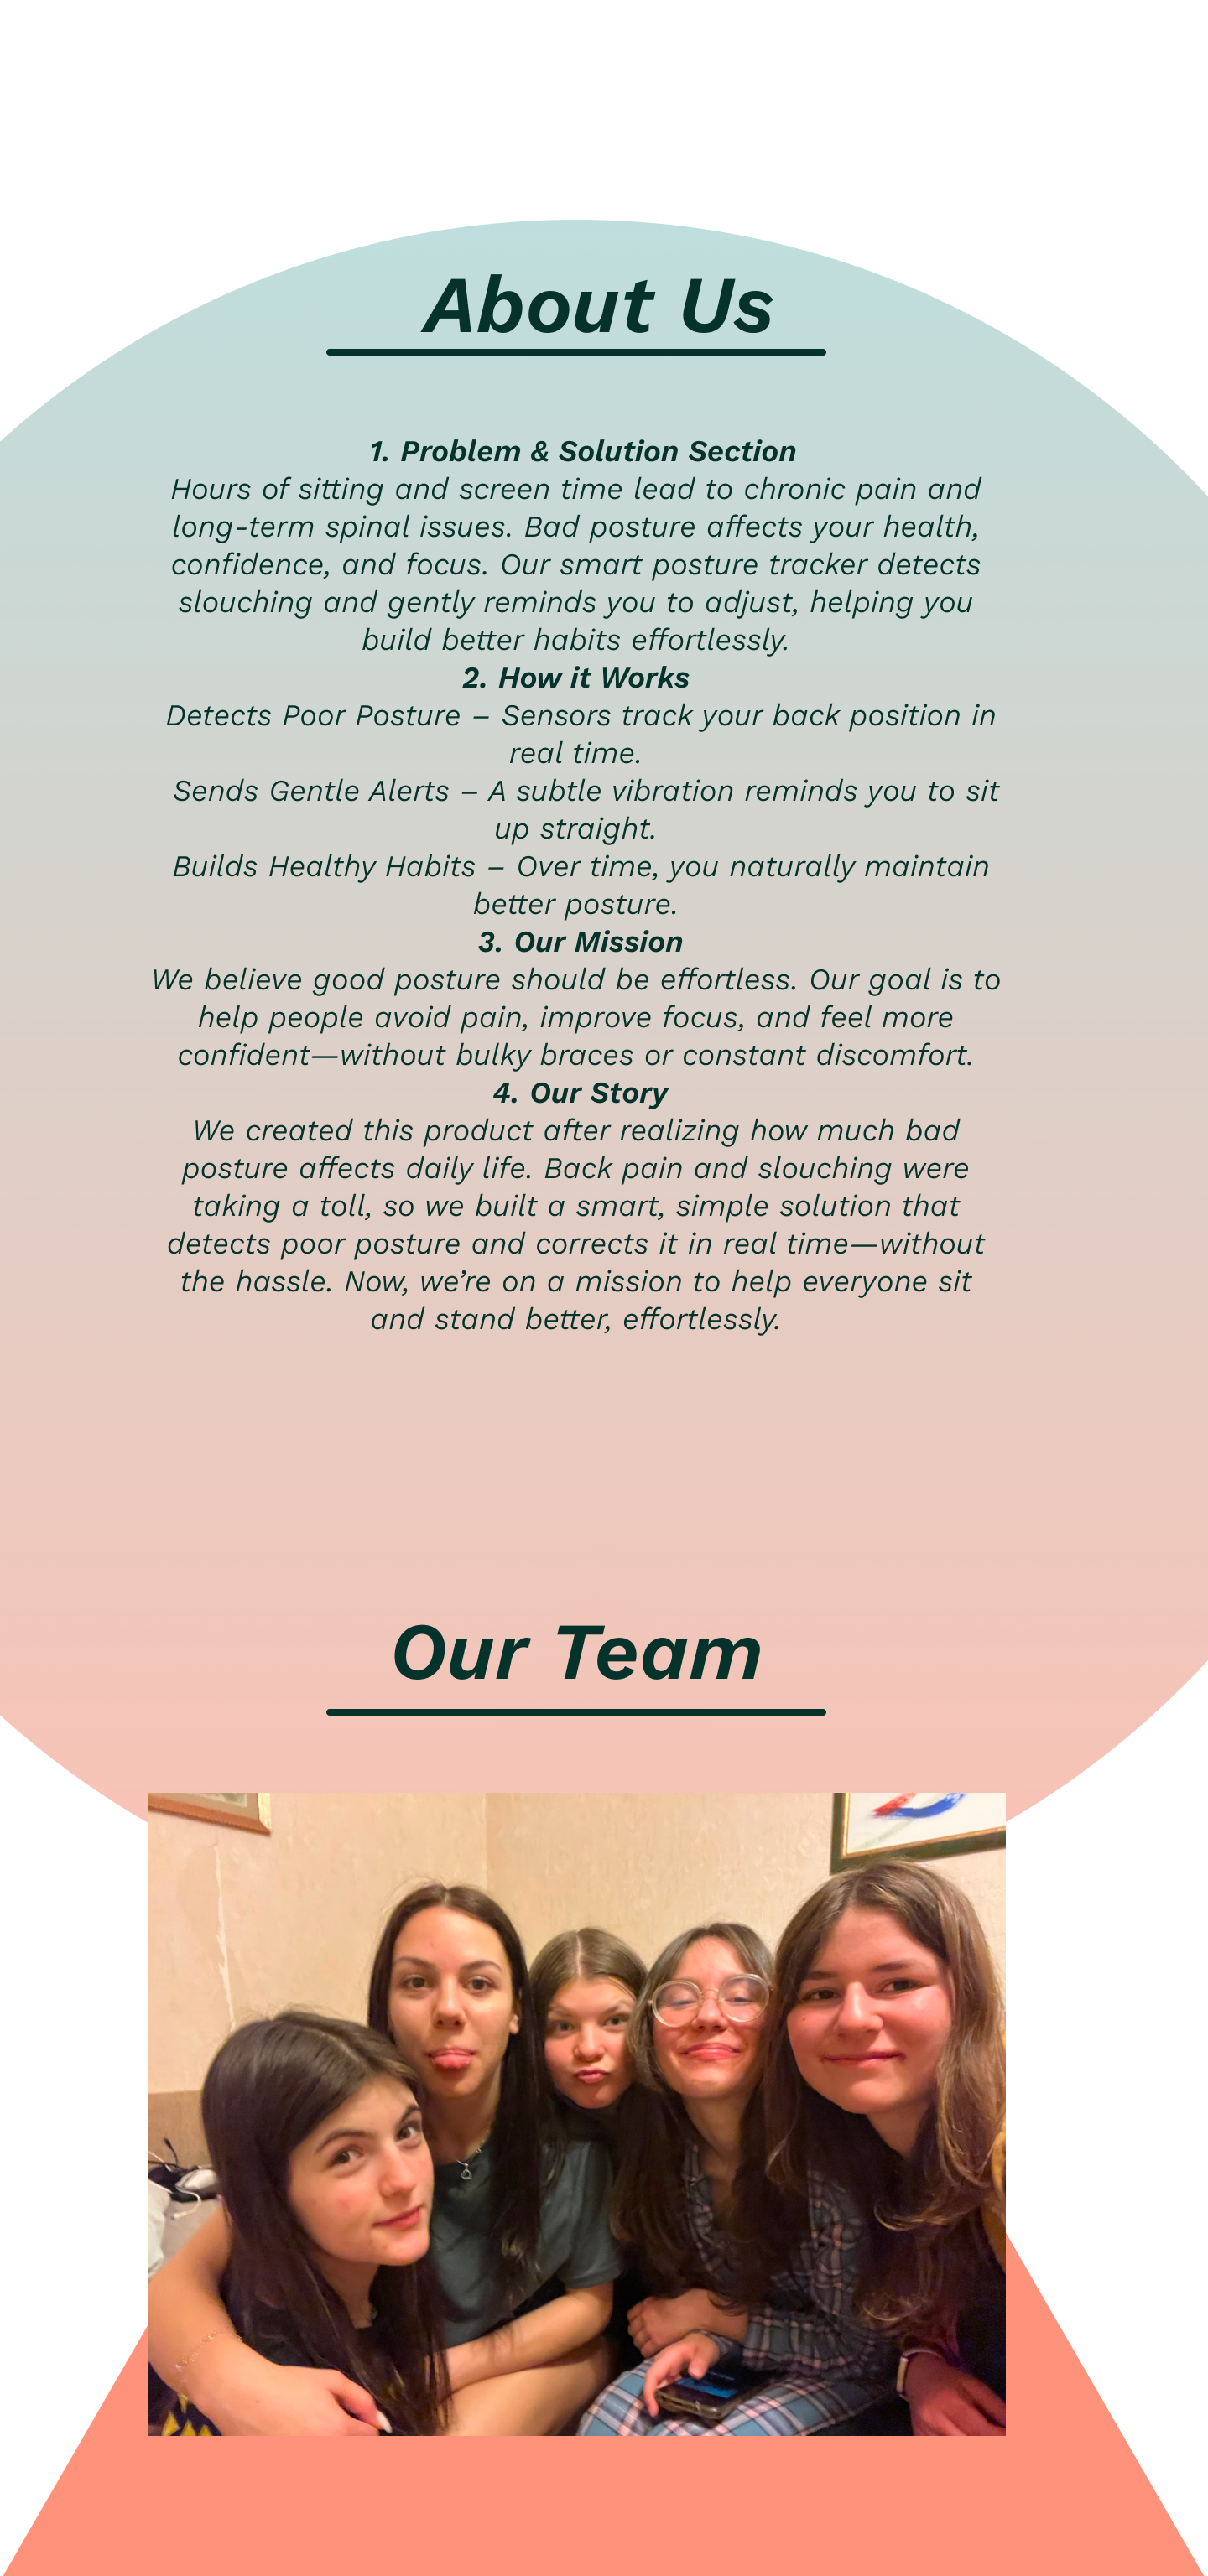 About Us
1. Problem & Solution Section
Hours of sitting and screen time lead to chronic pain and
long-term spinal issues. Bad posture affects your health,
confidence, and focus. Our smart posture tracker detects
slouching and gently reminds you to adjust, helping you
build better habits effortlessly.
2. How it Works
Detects Poor Posture – Sensors track your back position in
real time.
Sends Gentle Alerts – A subtle vibration reminds you to sit
up straight.
Builds Healthy Habits – Over time, you naturally maintain
better posture.
3. Our Mission
We believe good posture should be effortless. Our goal is to
help people avoid pain, improve focus, and feel more
confident—without bulky braces or constant discomfort.
4. Our Story
We created this product after realizing how much bad
posture affects daily life. Back pain and slouching were
taking a toll, so we built a smart, simple solution that
detects poor posture and corrects it in real time—without
the hassle. Now, we’re on a mission to help everyone sit
and stand better, effortlessly.
Our Team